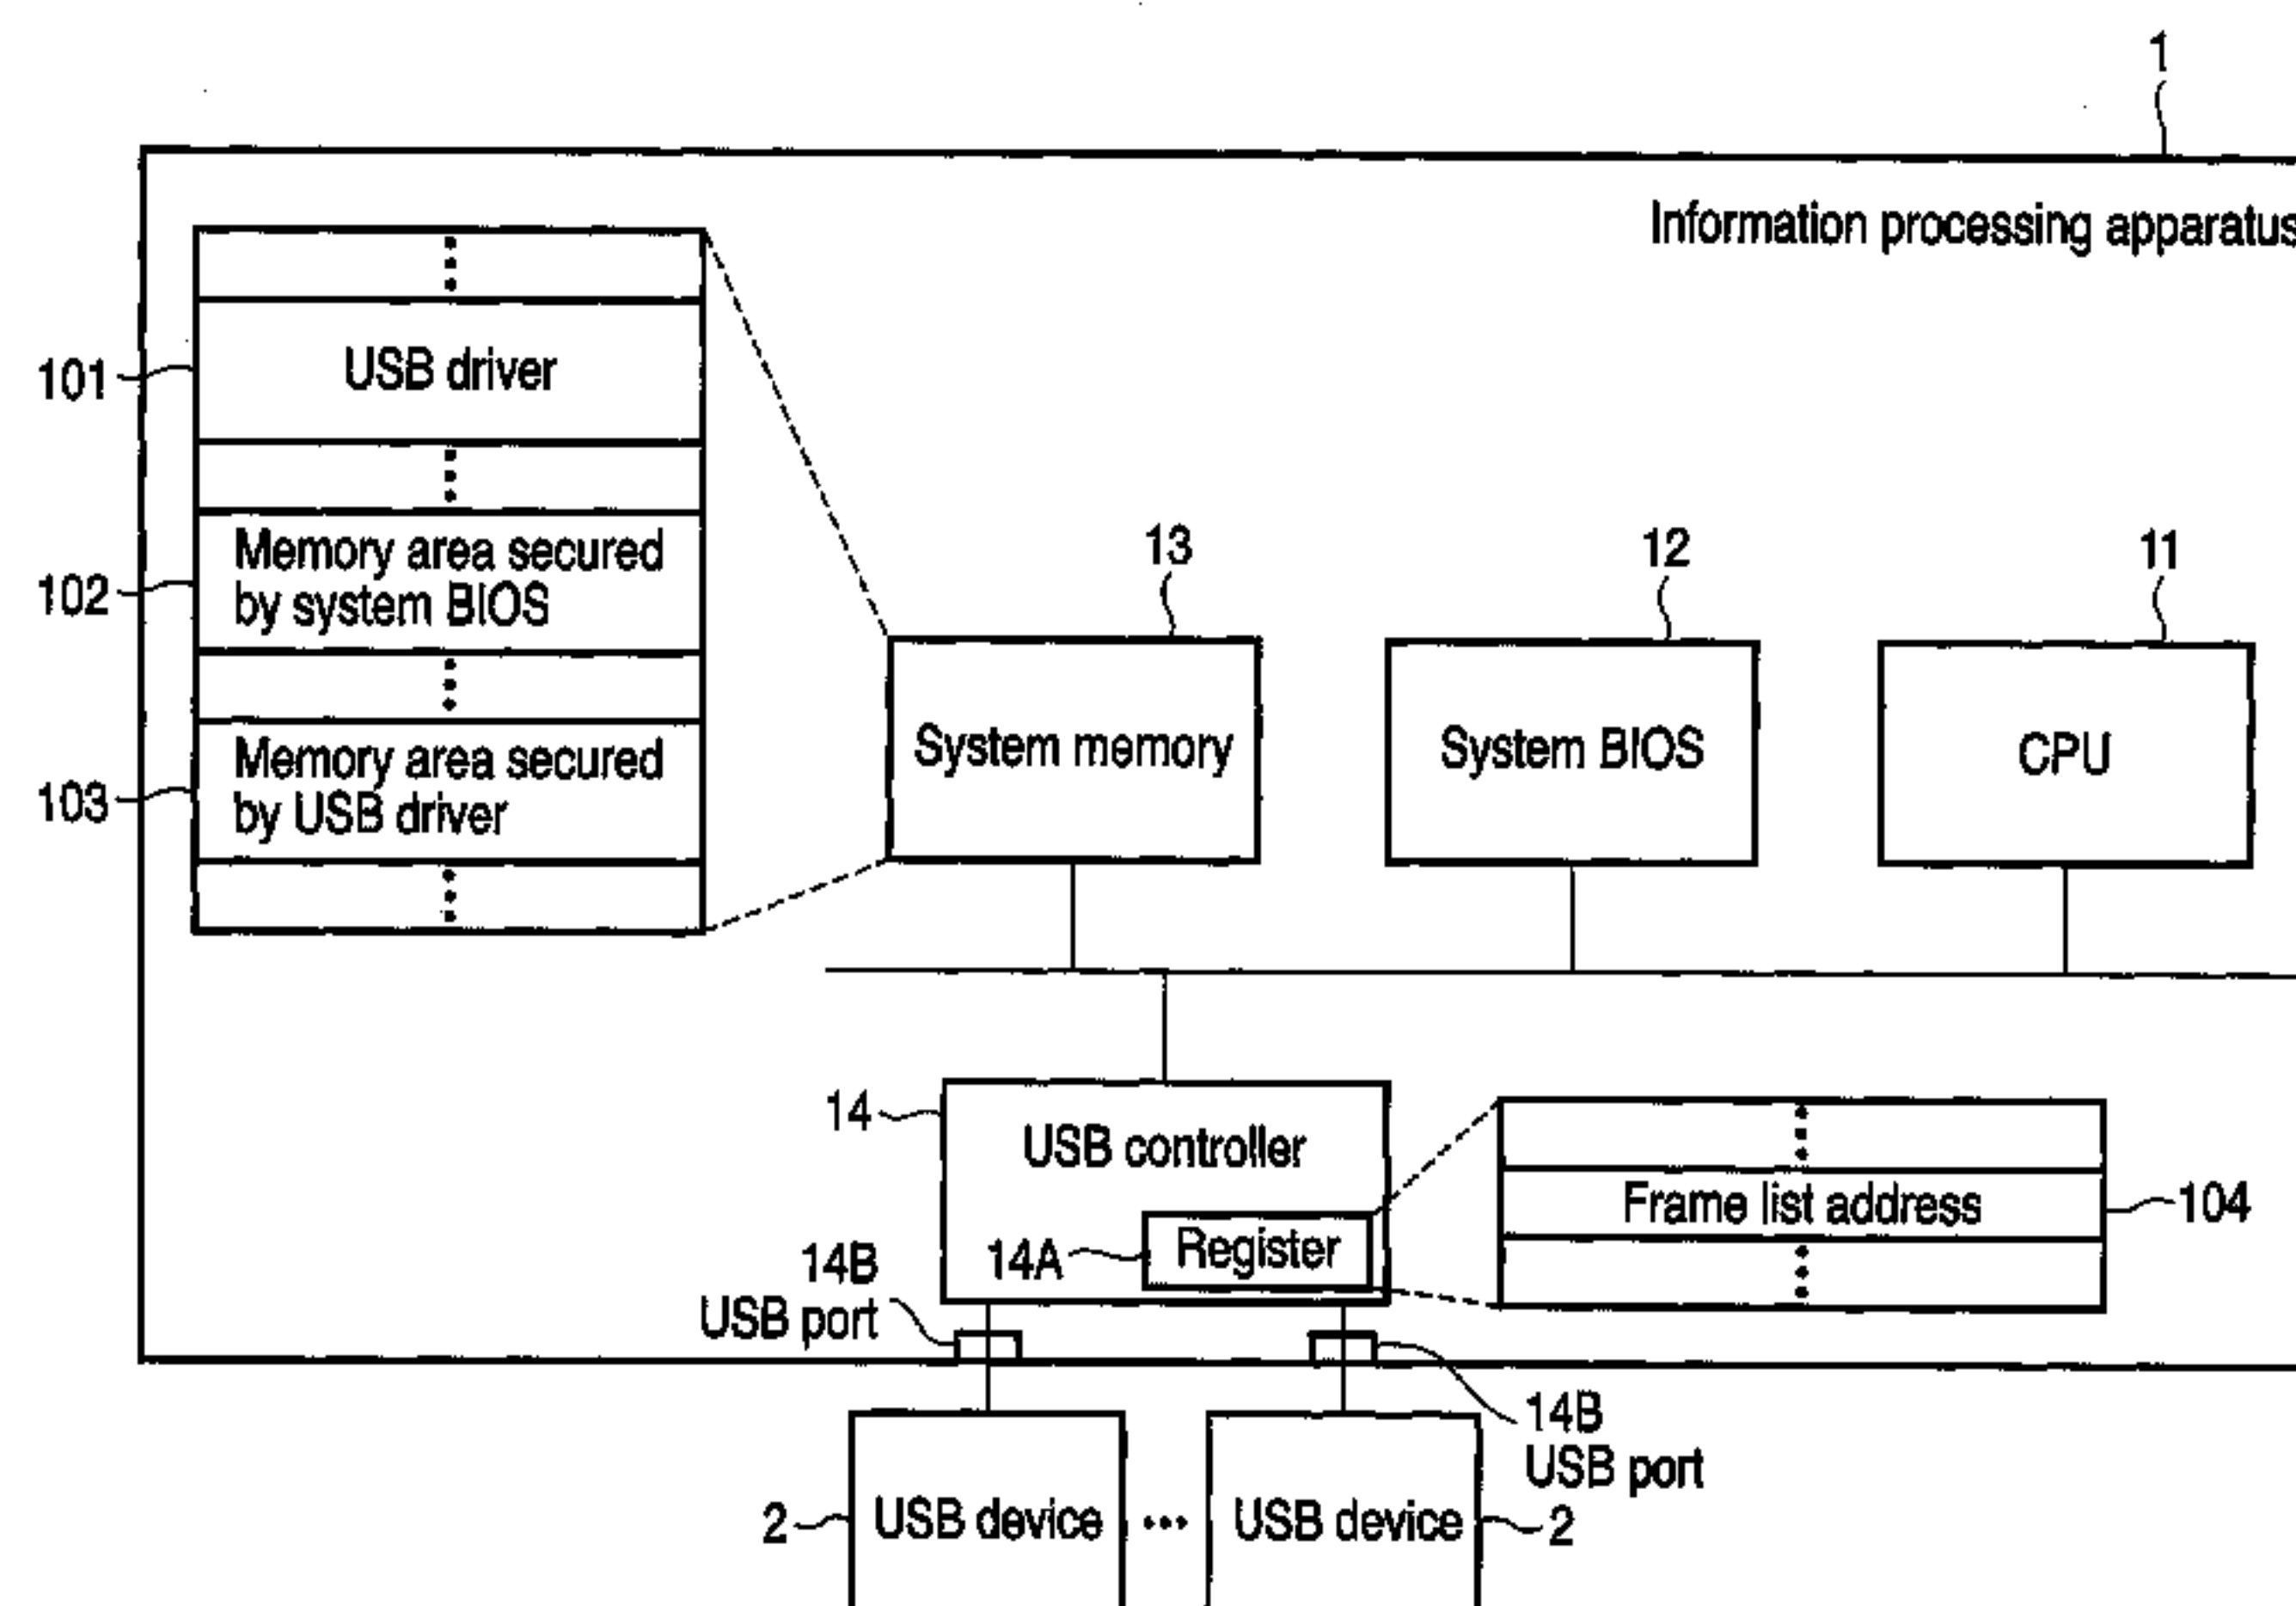 1
Information processing apparatus
101
USB driver
102
Memory area secured
by system BIOS
103
Memory area secured
by USB driver
13
System memory
12
System BIOS
11
CPU
14
USB controller
14A
Register
Frame list address
104
14B
USB port
14B
USB port
2
USB device
USB device
2